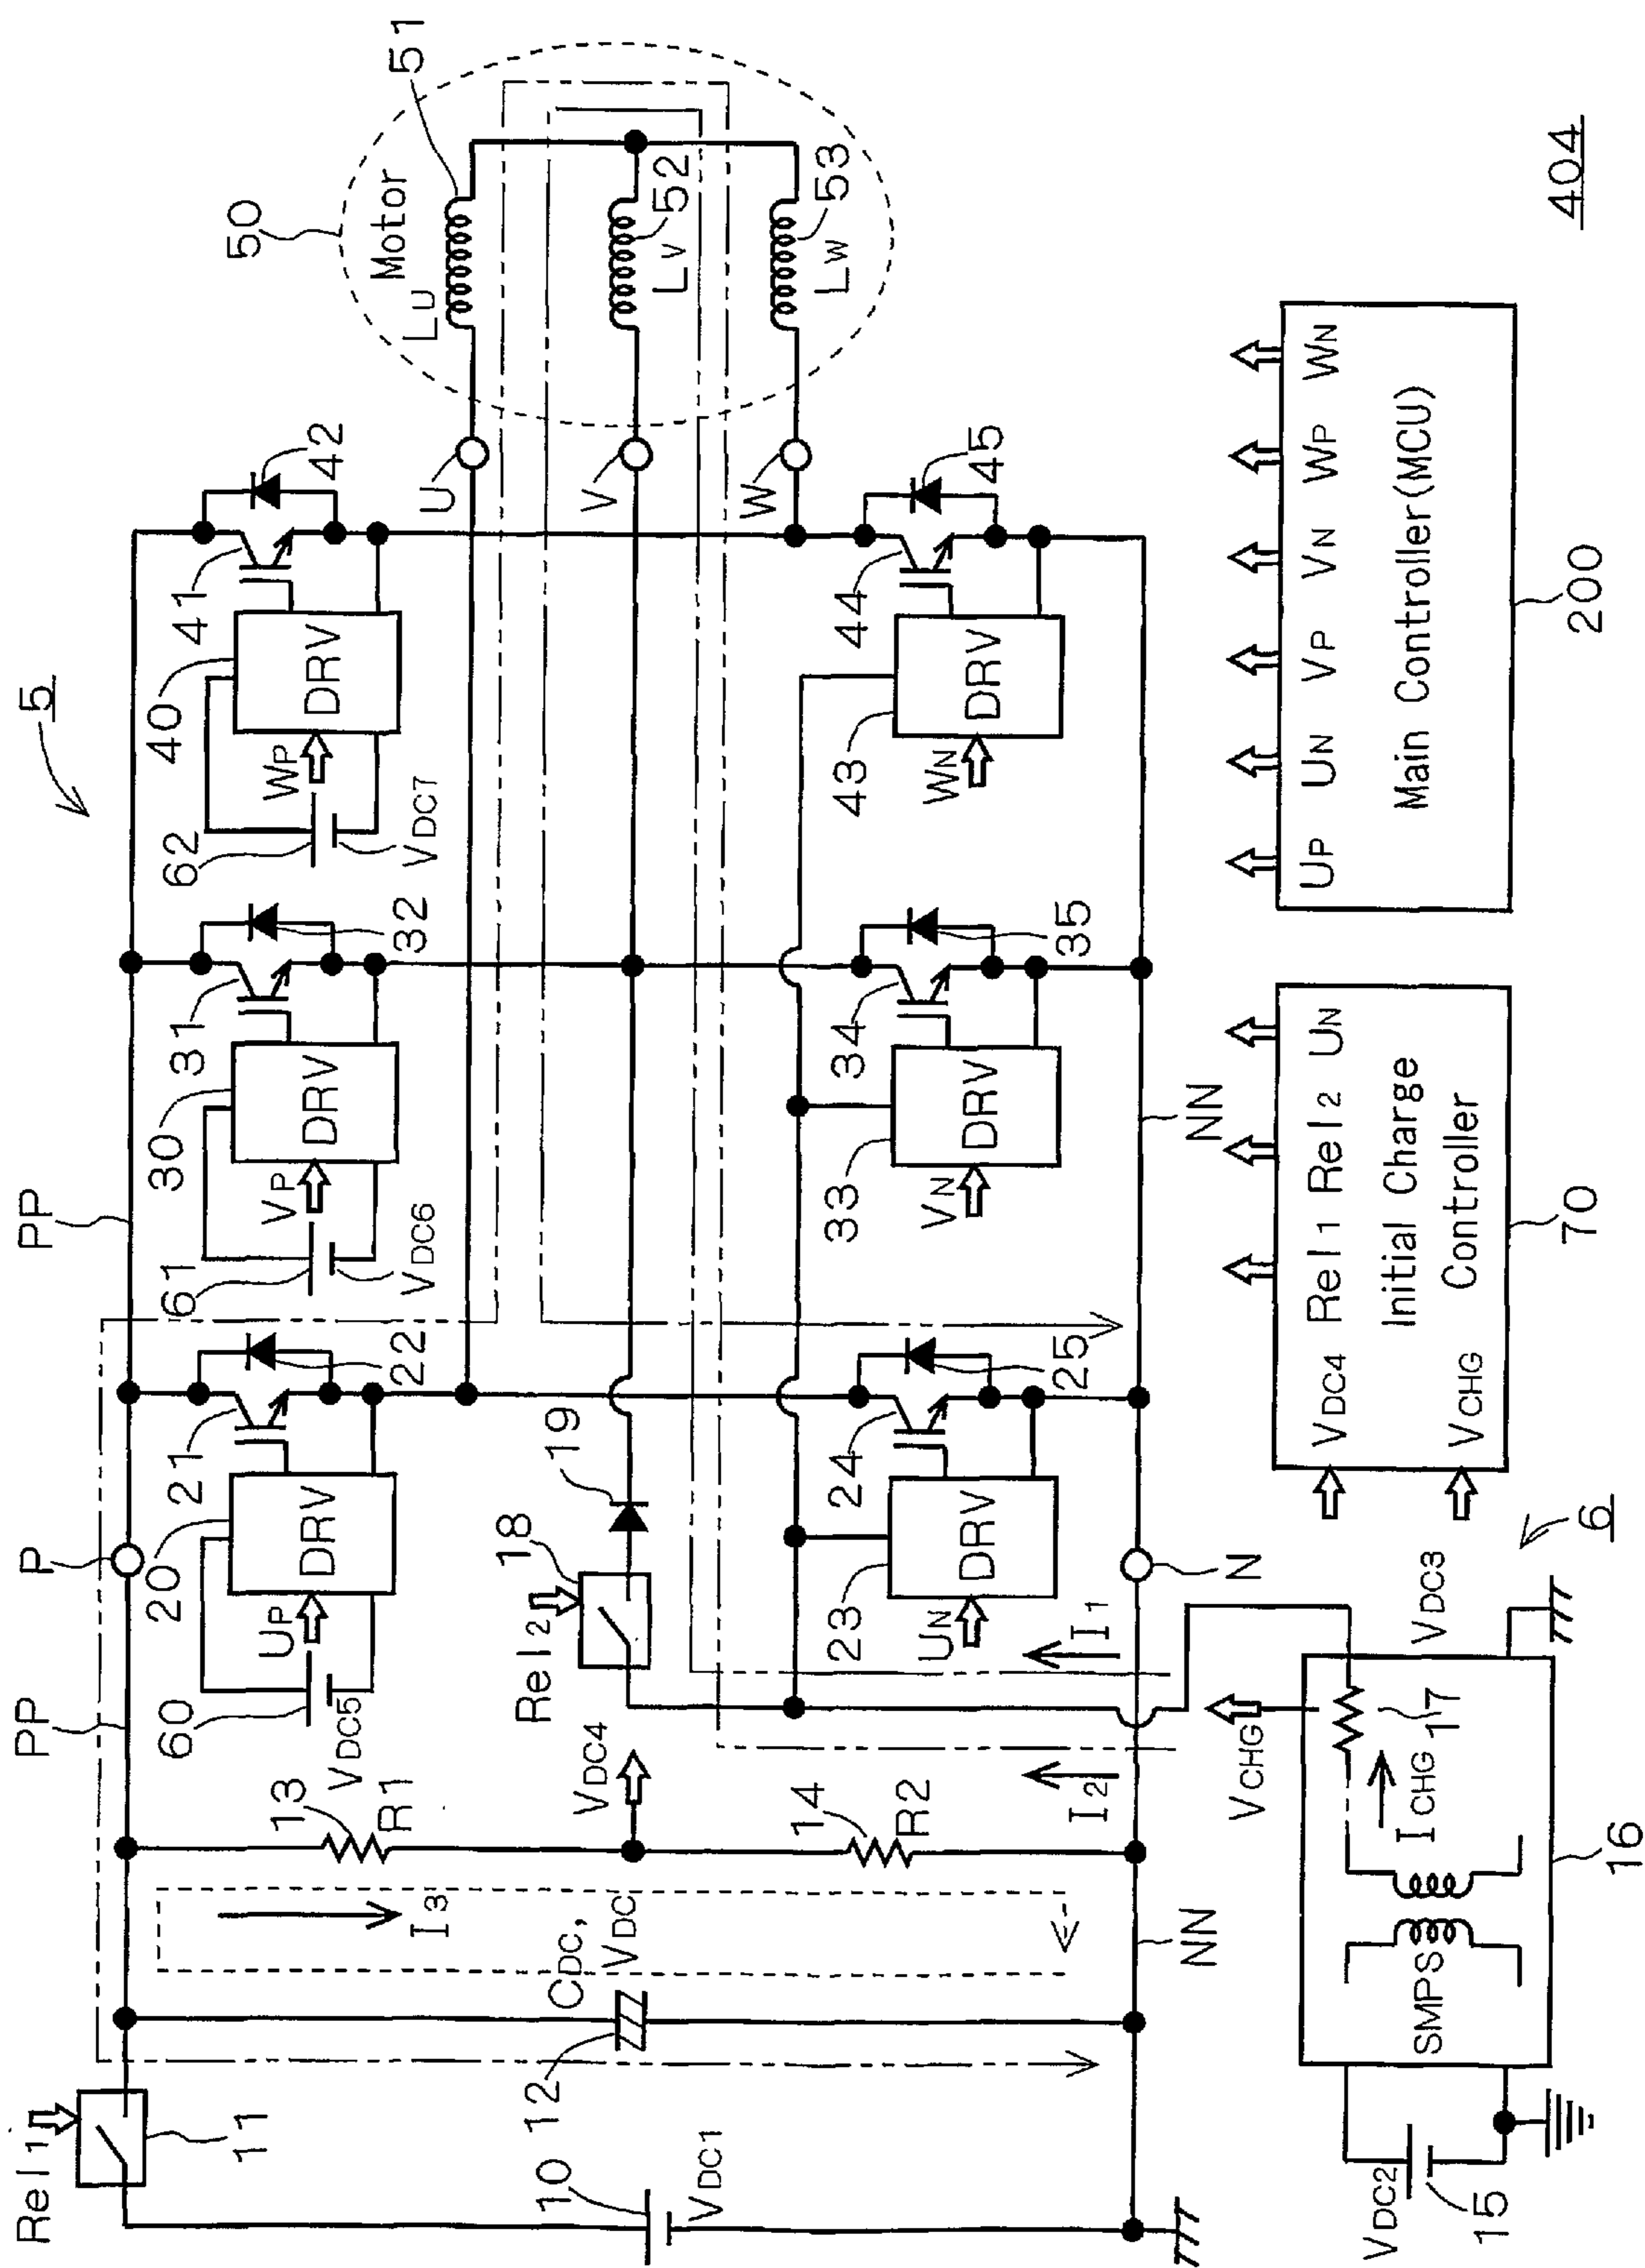 5
PP
P
PP
Rel1
11
20
DRV
UP
60
VDC5
21
22
30
DRV
VP
61
VDC6
31
32
40
DRV
WP
62
VDC7
41
42
50
Motor
51
LU
52
LV
53
LW
U
V
W
10
VDC1
12
CDC,
VDC
I3
13
R1
VDC4
14
R2
Rel2
18
19
I2
I1
23
DRV
UN
24
25
33
DRV
VN
34
35
43
DRV
WN
44
45
NN
N
NN
VDC2
15
SMPS
ICHG
17
16
VCHG
VDC3
6
VDC4 Rel1 Rel2 UN
VCHG
Initial Charge
Controller
70
UP UN VP VN WP WN
Main Controller(MCU)
200
404